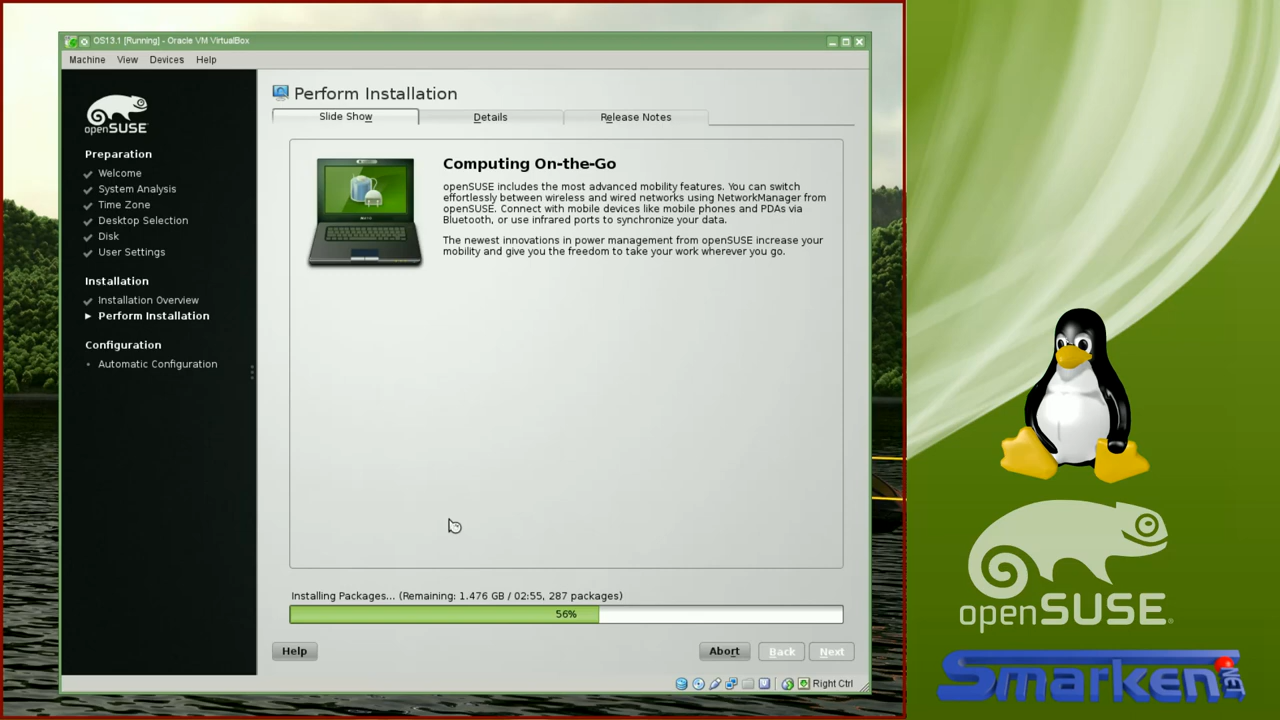 OS13.1 [Running] - Oracle VM VirtualBox
Machine View Devices Help
openSUSE
Preparation
Welcome
System Analysis
Time Zone
Desktop Selection
Disk
User Settings
Installation
Installation Overview
Perform Installation
Configuration
Automatic Configuration
Perform Installation
Slide Show Details Release Notes
Computing On-the-Go
openSUSE includes the most advanced mobility features. You can switch
effortlessly between wireless and wired networks using NetworkManager from
openSUSE. Connect with mobile devices like mobile phones and PDAs via
Bluetooth, or use infrared ports to synchronize your data.
The newest innovations in power management from openSUSE increase your
mobility and give you the freedom to take your work wherever you go.
Installing Packages... (Remaining: 1.476 GB / 02:55, 287 packages)
56%
Help Abort Back Next
Right Ctrl
openSUSE®
Smarken.NET